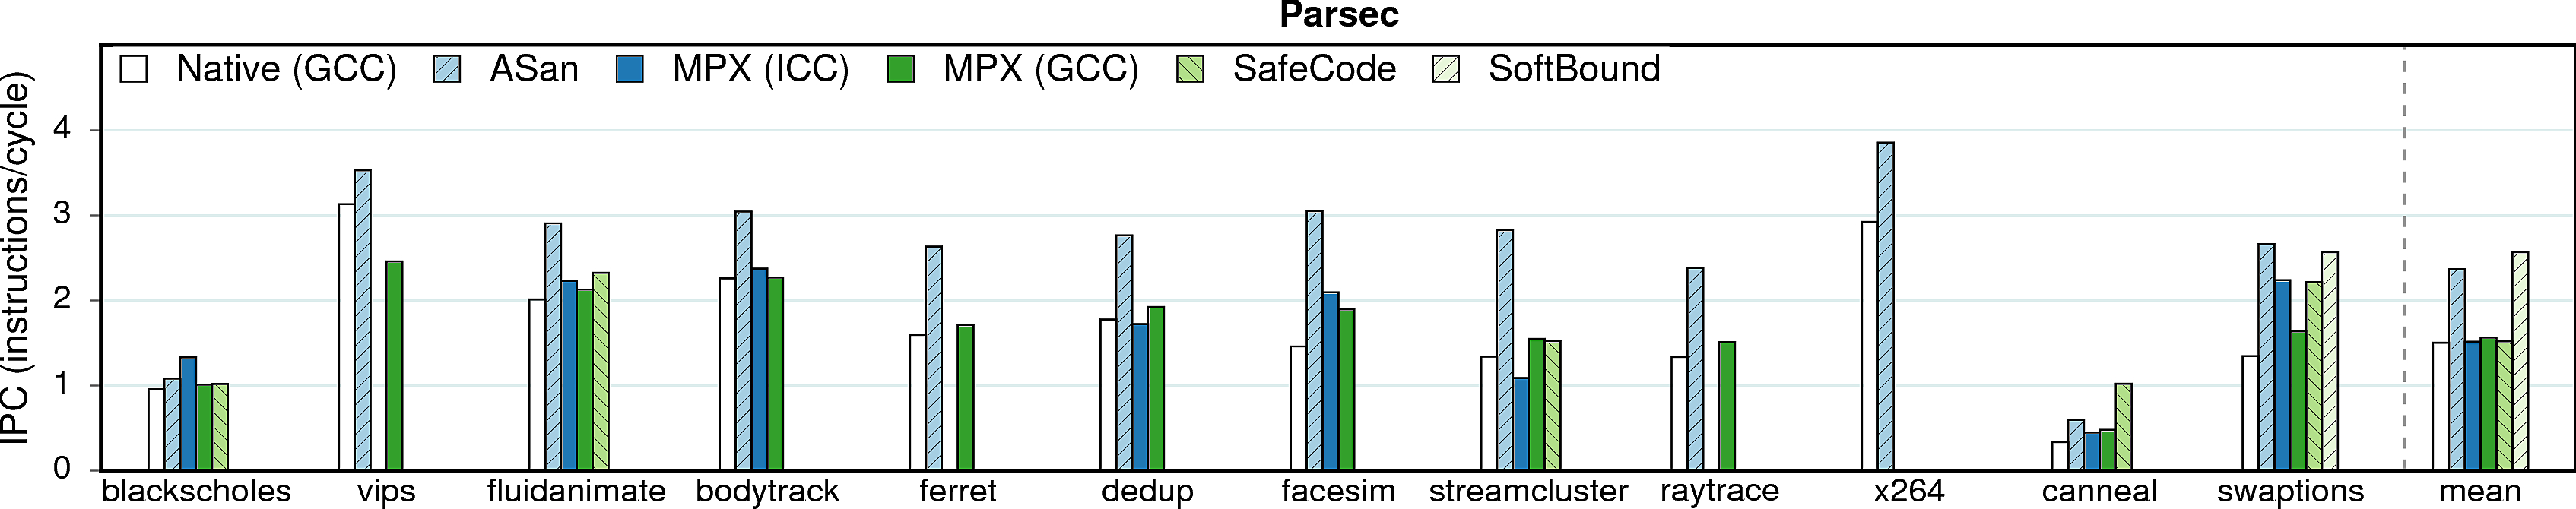 Parsec
Native (GCC) ASan MPX (ICC) MPX (GCC) SafeCode SoftBound
IPC (instructions/cycle)
4
3
2
1
0
blackscholes vips fluidanimate bodytrack ferret dedup facesim streamcluster raytrace x264 canneal swaptions mean